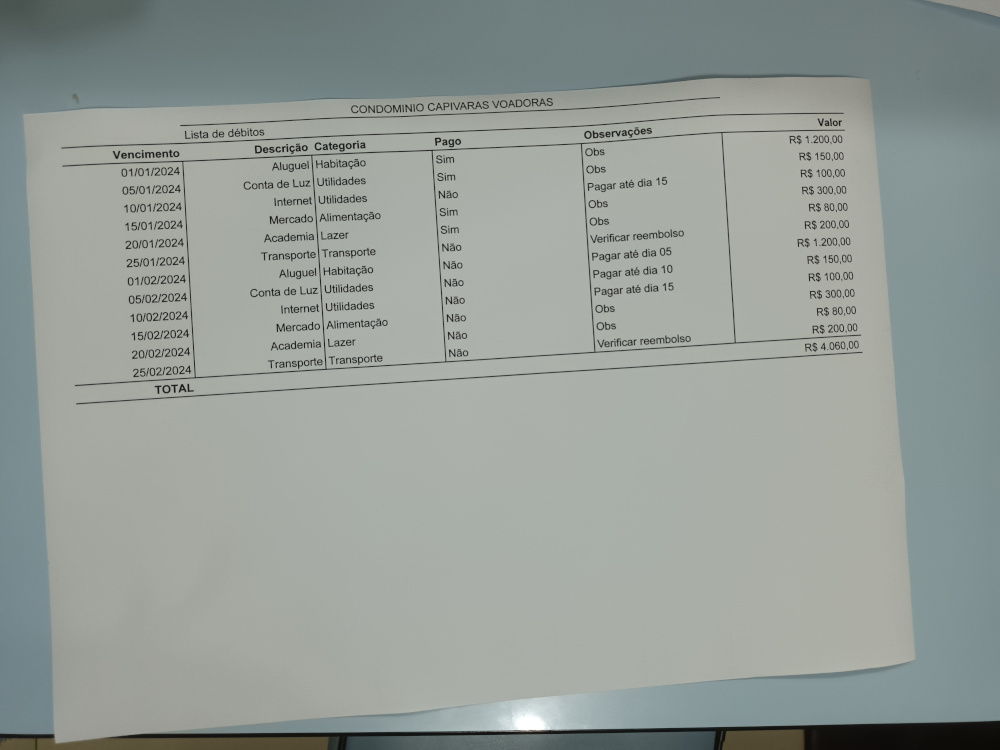 CONDOMINIO CAPIVARAS VOADORAS
Lista de débitos
Vencimento Descrição Categoria Pago Observações Valor
01/01/2024 Aluguel Habitação Sim Obs R$ 1.200,00
05/01/2024 Conta de Luz Utilidades Sim Obs R$ 150,00
10/01/2024 Internet Utilidades Não Pagar até dia 15 R$ 100,00
15/01/2024 Mercado Alimentação Sim Obs R$ 300,00
20/01/2024 Academia Lazer Sim Obs R$ 80,00
25/01/2024 Transporte Transporte Não Verificar reembolso R$ 200,00
01/02/2024 Aluguel Habitação Não Pagar até dia 05 R$ 1.200,00
05/02/2024 Conta de Luz Utilidades Não Pagar até dia 10 R$ 150,00
10/02/2024 Internet Utilidades Não Pagar até dia 15 R$ 100,00
15/02/2024 Mercado Alimentação Não Obs R$ 300,00
20/02/2024 Academia Lazer Não Obs R$ 80,00
25/02/2024 Transporte Transporte Não Verificar reembolso R$ 200,00
TOTAL R$ 4.060,00